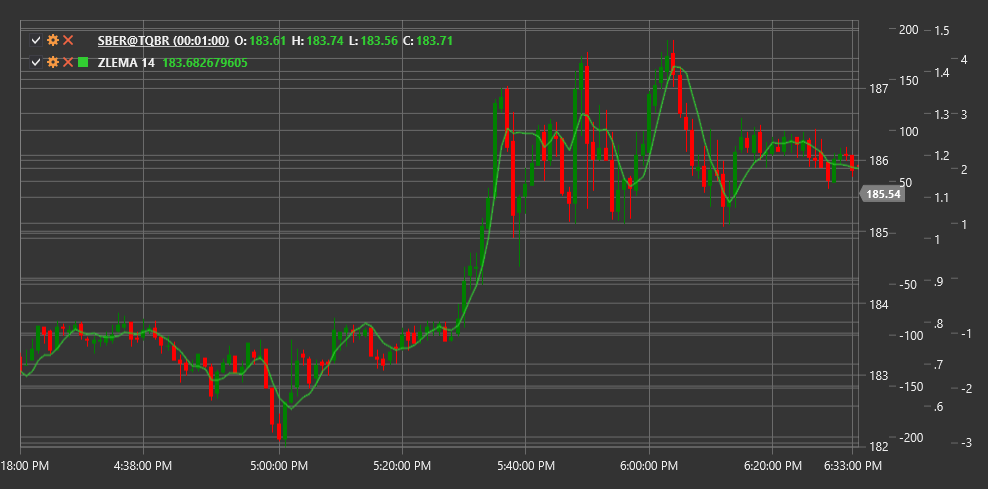 SBER@TQBR (00:01:00) O: 183.61 H: 183.74 L: 183.56 C: 183.71
ZLEMA 14 183.682679605
200 1.5
4
187 150 1.4
1.3 3
100
186 1.2
2
50
185.54 1.1
1
185 1
-50 .9
184
-100 .8 -1
183 .7
-150 -2
.6
182 -200 -3
18:00 PM 4:38:00 PM 5:00:00 PM 5:20:00 PM 5:40:00 PM 6:00:00 PM 6:20:00 PM 6:33:00 PM